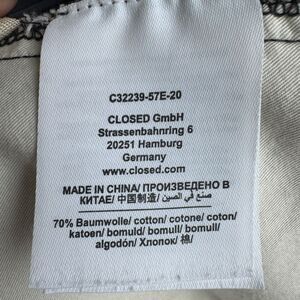 C32239-57E-20
CLOSED GmbH
Strassenbahnring 6
20251 Hamburg
Germany
www.closed.com
MADE IN CHINA/ ПРОИЗВЕДЕНО В
КИТАЕ/ 中国制造/ صنع في الصين
70% Baumwolle/ cotton/ cotone/ coton/
katoen/ bomuld/ bomull/ bomull/
algodón/ Хлопок/ 棉/